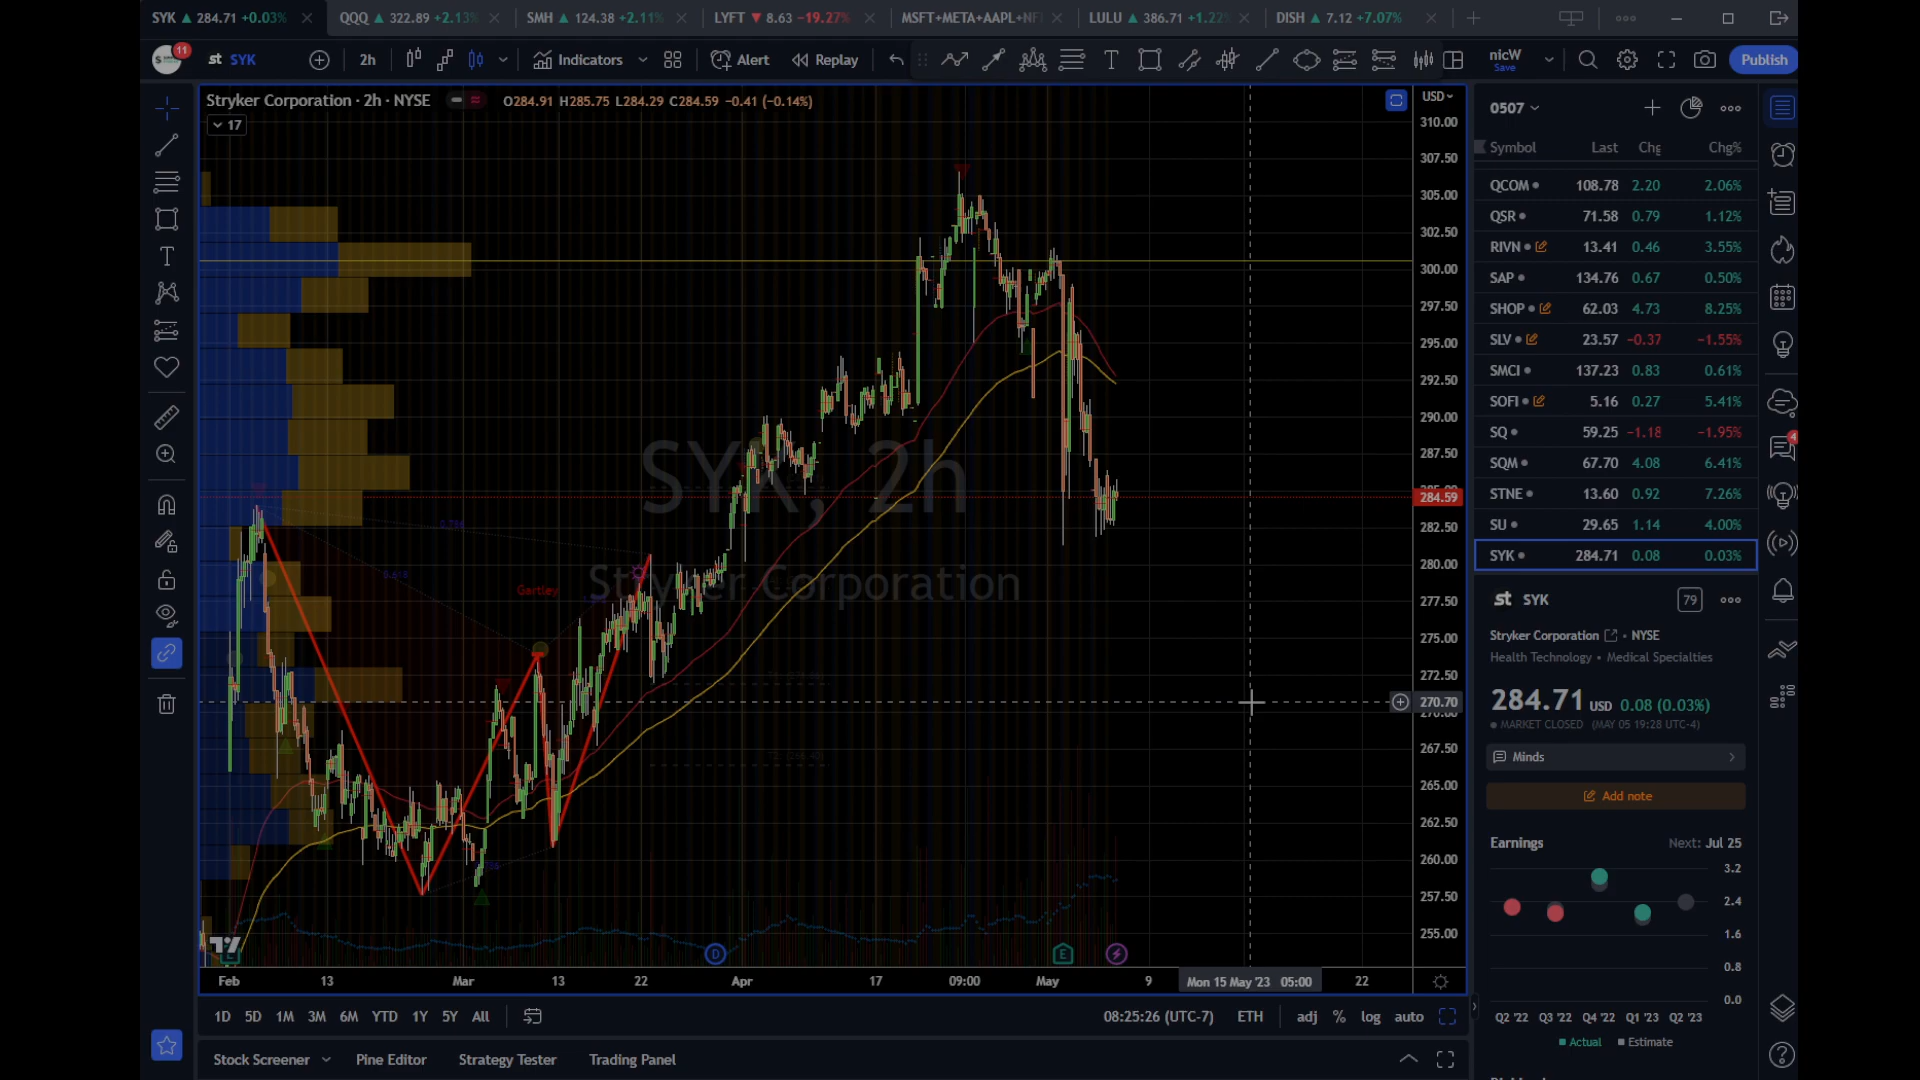 SYK ▲ 284.71 +0.03%
QQQ ▲ 322.89 +2.13%
SMH ▲ 124.38 +2.11%
LYFT ▼ 8.63 −19.27%
MSFT+META+AAPL+NF
LULU ▲ 386.71 +1.22%
DISH ▲ 7.12 +7.07%
11
st SYK
2h
Indicators
Alert
Replay
nicW
Save
Publish
Stryker Corporation · 2h · NYSE
O284.91 H285.75 L284.29 C284.59 −0.41 (−0.14%)
17
SYK, 2h
Stryker Corporation
Gartley
0.786
0.618
USD
310.00
307.50
305.00
302.50
300.00
297.50
295.00
292.50
290.00
287.50
284.59
282.50
280.00
277.50
275.00
272.50
270.70
270.00
267.50
265.00
262.50
260.00
257.50
255.00
D
E
Feb
13
Mar
13
22
Apr
17
09:00
May
9
Mon 15 May '23 05:00
22
1D 5D 1M 3M 6M YTD 1Y 5Y All
08:25:26 (UTC-7)
ETH
adj % log auto
Stock Screener
Pine Editor
Strategy Tester
Trading Panel
0507
Symbol Last Chg Chg%
QCOM 108.78 2.20 2.06%
QSR 71.58 0.79 1.12%
RIVN 13.41 0.46 3.55%
SAP 134.76 0.67 0.50%
SHOP 62.03 4.73 8.25%
SLV 23.57 −0.37 −1.55%
SMCI 137.23 0.83 0.61%
SOFI 5.16 0.27 5.41%
SQ 59.25 −1.18 −1.95%
SQM 67.70 4.08 6.41%
STNE 13.60 0.92 7.26%
SU 29.65 1.14 4.00%
SYK 284.71 0.08 0.03%
st SYK
79
Stryker Corporation • NYSE
Health Technology • Medical Specialties
284.71 USD 0.08 (0.03%)
MARKET CLOSED (MAY 05 19:28 UTC-4)
Minds
Add note
Earnings
Next: Jul 25
3.2
2.4
1.6
0.8
0.0
Q2 '22 Q3 '22 Q4 '22 Q1 '23 Q2 '23
Actual Estimate
4